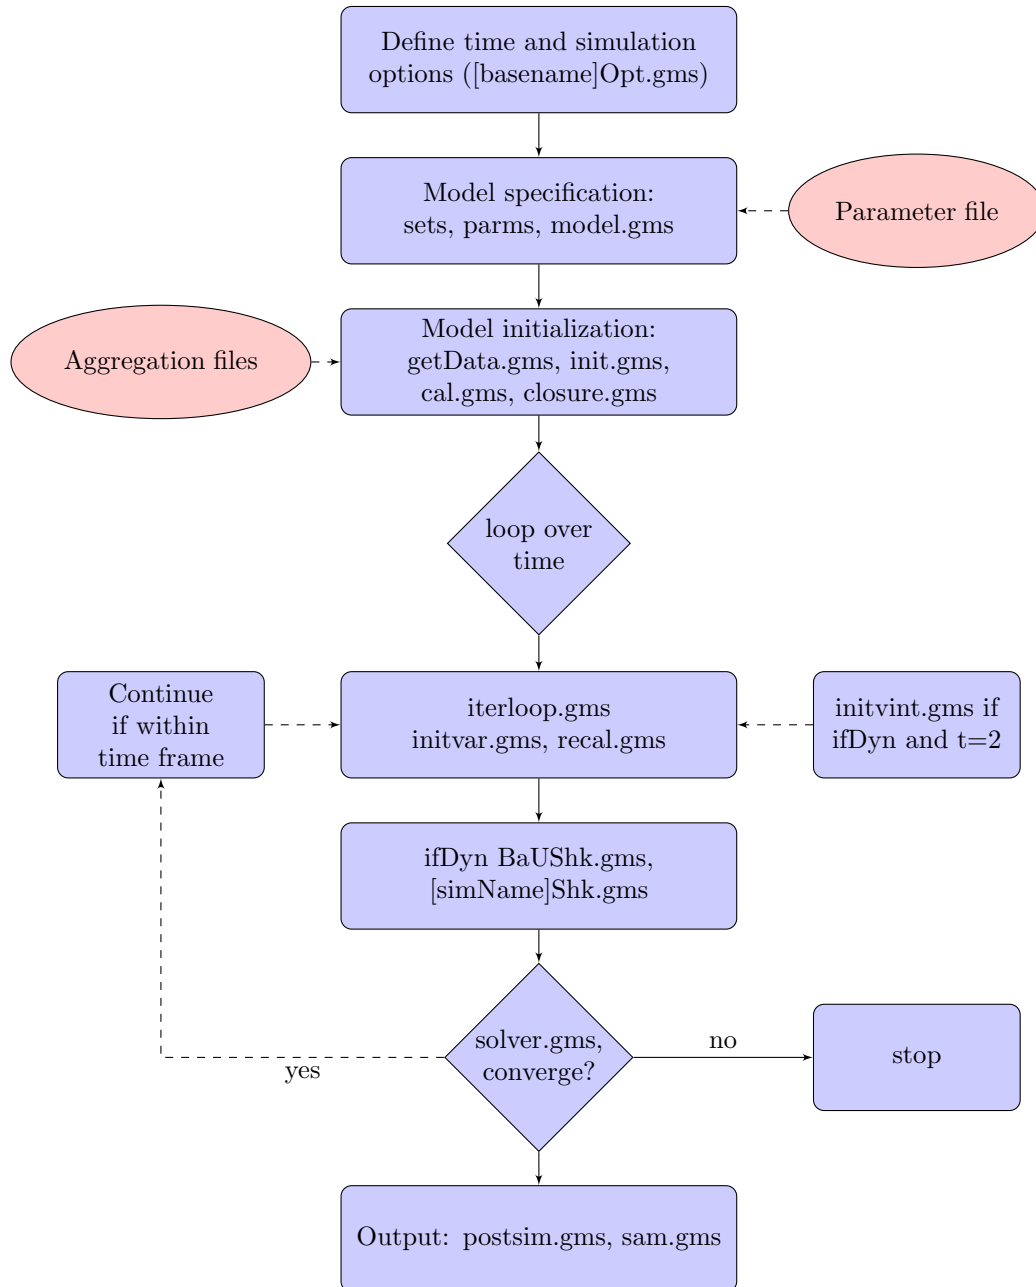 Define time and simulation
options ([basename]Opt.gms)
Model specification:
sets, parms, model.gms
Parameter file
Model initialization:
getData.gms, init.gms,
cal.gms, closure.gms
Aggregation files
loop over
time
Continue
if within
time frame
iterloop.gms
initvar.gms, recal.gms
initvint.gms if
ifDyn and t=2
ifDyn BaUShk.gms,
[simName]Shk.gms
solver.gms,
converge?
yes
no
stop
Output: postsim.gms, sam.gms